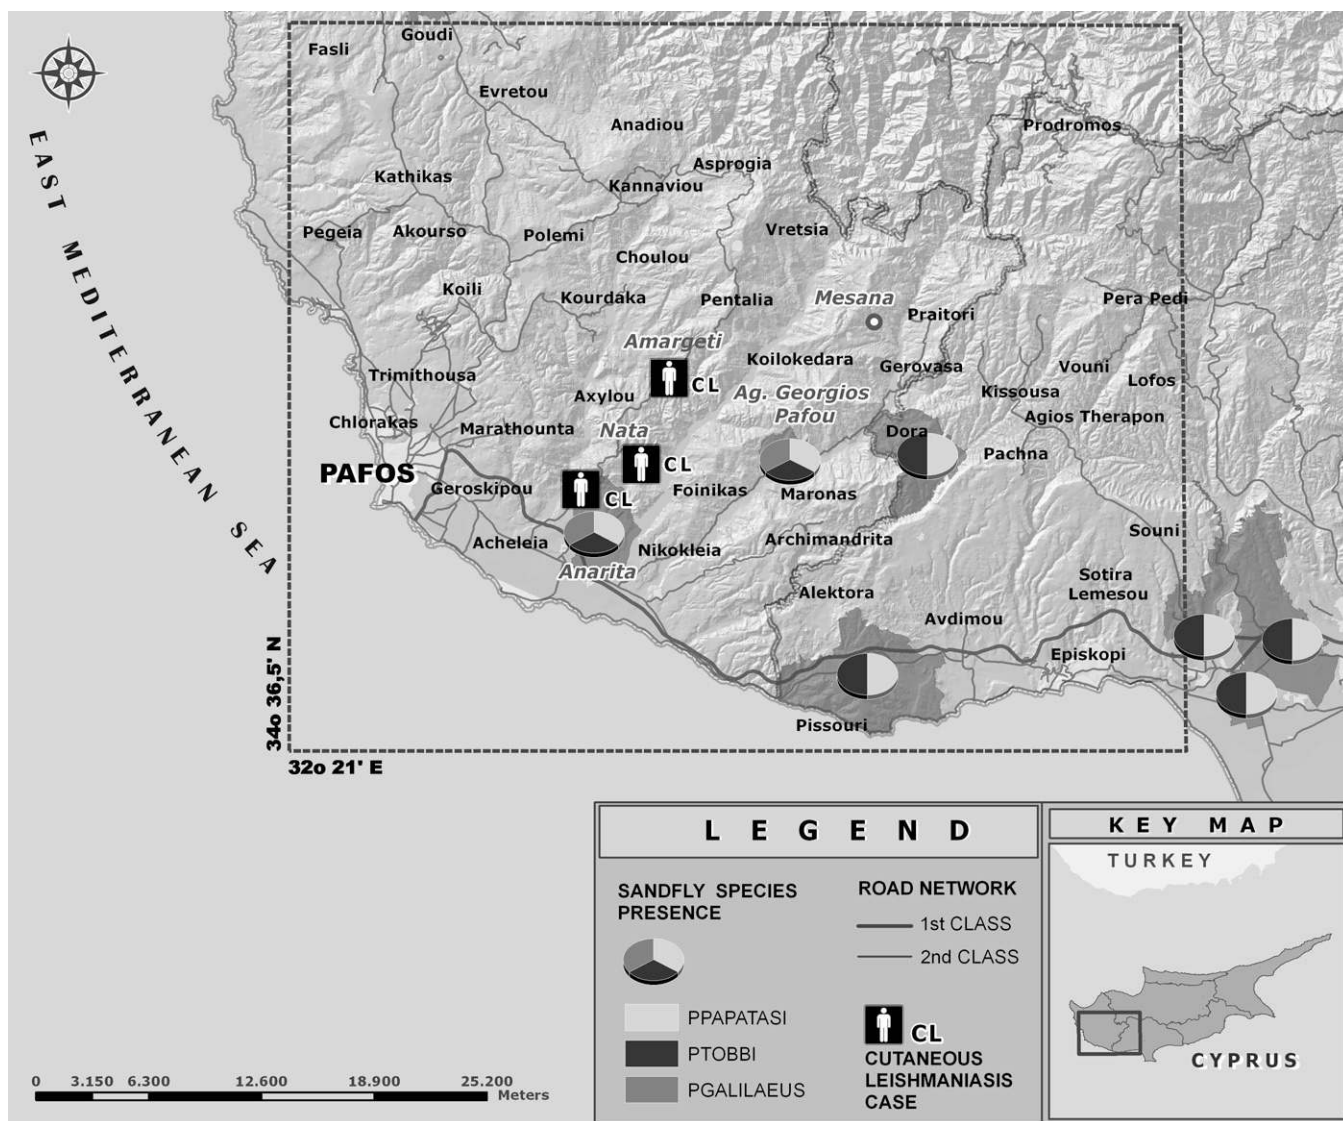 Goudi
Fasli
Evretou
Anadiou
Prodromos
Asprogia
Kathikas
Kannaviou
Pegeia
Akourso
Polemi
Vretsia
Choulou
Koili
Kourdaka
Pentalia
Mesana
Pera Pedi
Praitori
Amargeti
Koilokedara
Gerovasa
Vouni
Trimithousa
CL
Axylou
Ag. Georgios
Pafou
Kissousa
Lofos
Chlorakas
Marathounta
Nata
Dora
Agios Therapon
PAFOS
CL
Pachna
Geroskipou
CL
Foinikas
Maronas
Acheleia
Nikokleia
Archimandrita
Souni
Anarita
Alektora
Sotira
Lemesou
Avdimou
Episkopi
Pissouri
EAST MEDITERRANEAN SEA
34o 36,5' N
32o 21' E
LEGEND
SANDFLY SPECIES
PRESENCE
PPAPATASI
PTOBBI
PGALILAEUS
ROAD NETWORK
1st CLASS
2nd CLASS
CL
CUTANEOUS
LEISHMANIASIS
CASE
KEY MAP
TURKEY
CYPRUS
0 3.150 6.300 12.600 18.900 25.200
Meters